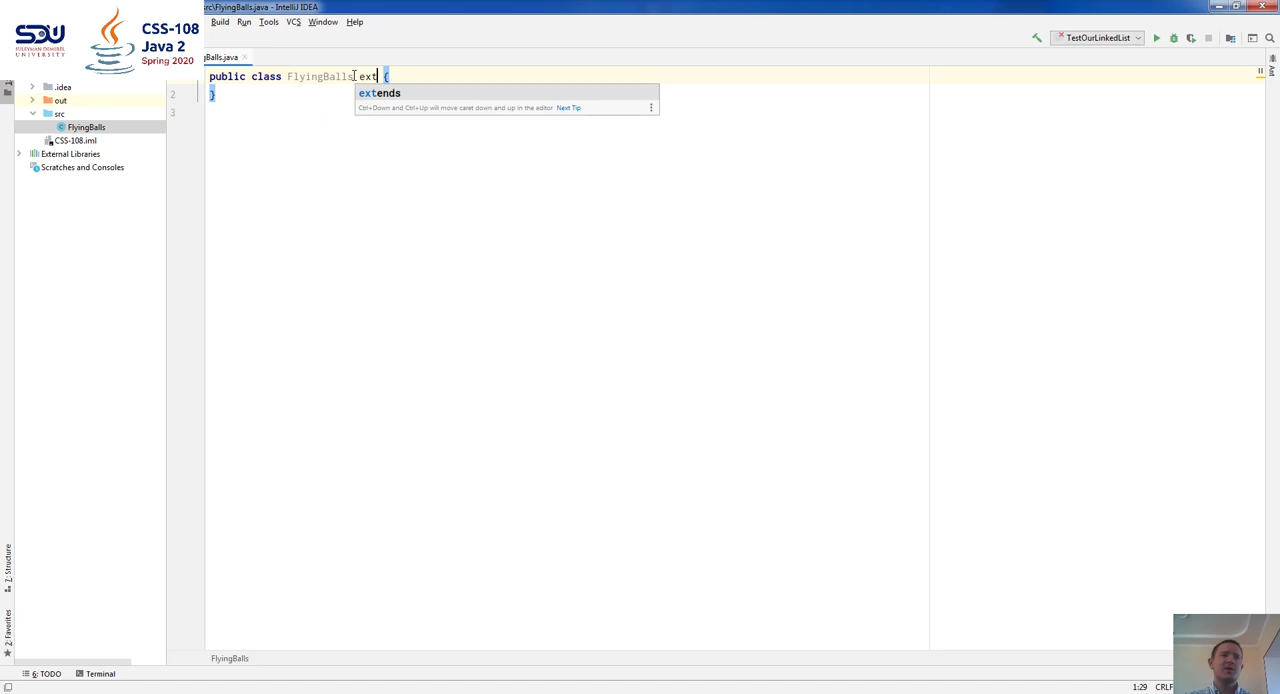 src\FlyingBalls.java - IntelliJ IDEA
SDU
SULEYMAN DEMIREL
UNIVERSITY
CSS-108
Java 2
Spring 2020
Build Run Tools VCS Window Help
TestOurLinkedList
gBalls.java
public class FlyingBalls ext {
extends
Ctrl+Down and Ctrl+Up will move caret down and up in the editor Next Tip
2
}
3
.idea
out
src
FlyingBalls
CSS-108.iml
External Libraries
Scratches and Consoles
Ant
Z: Structure
2: Favorites
FlyingBalls
6: TODO
Terminal
1:29 CRLF